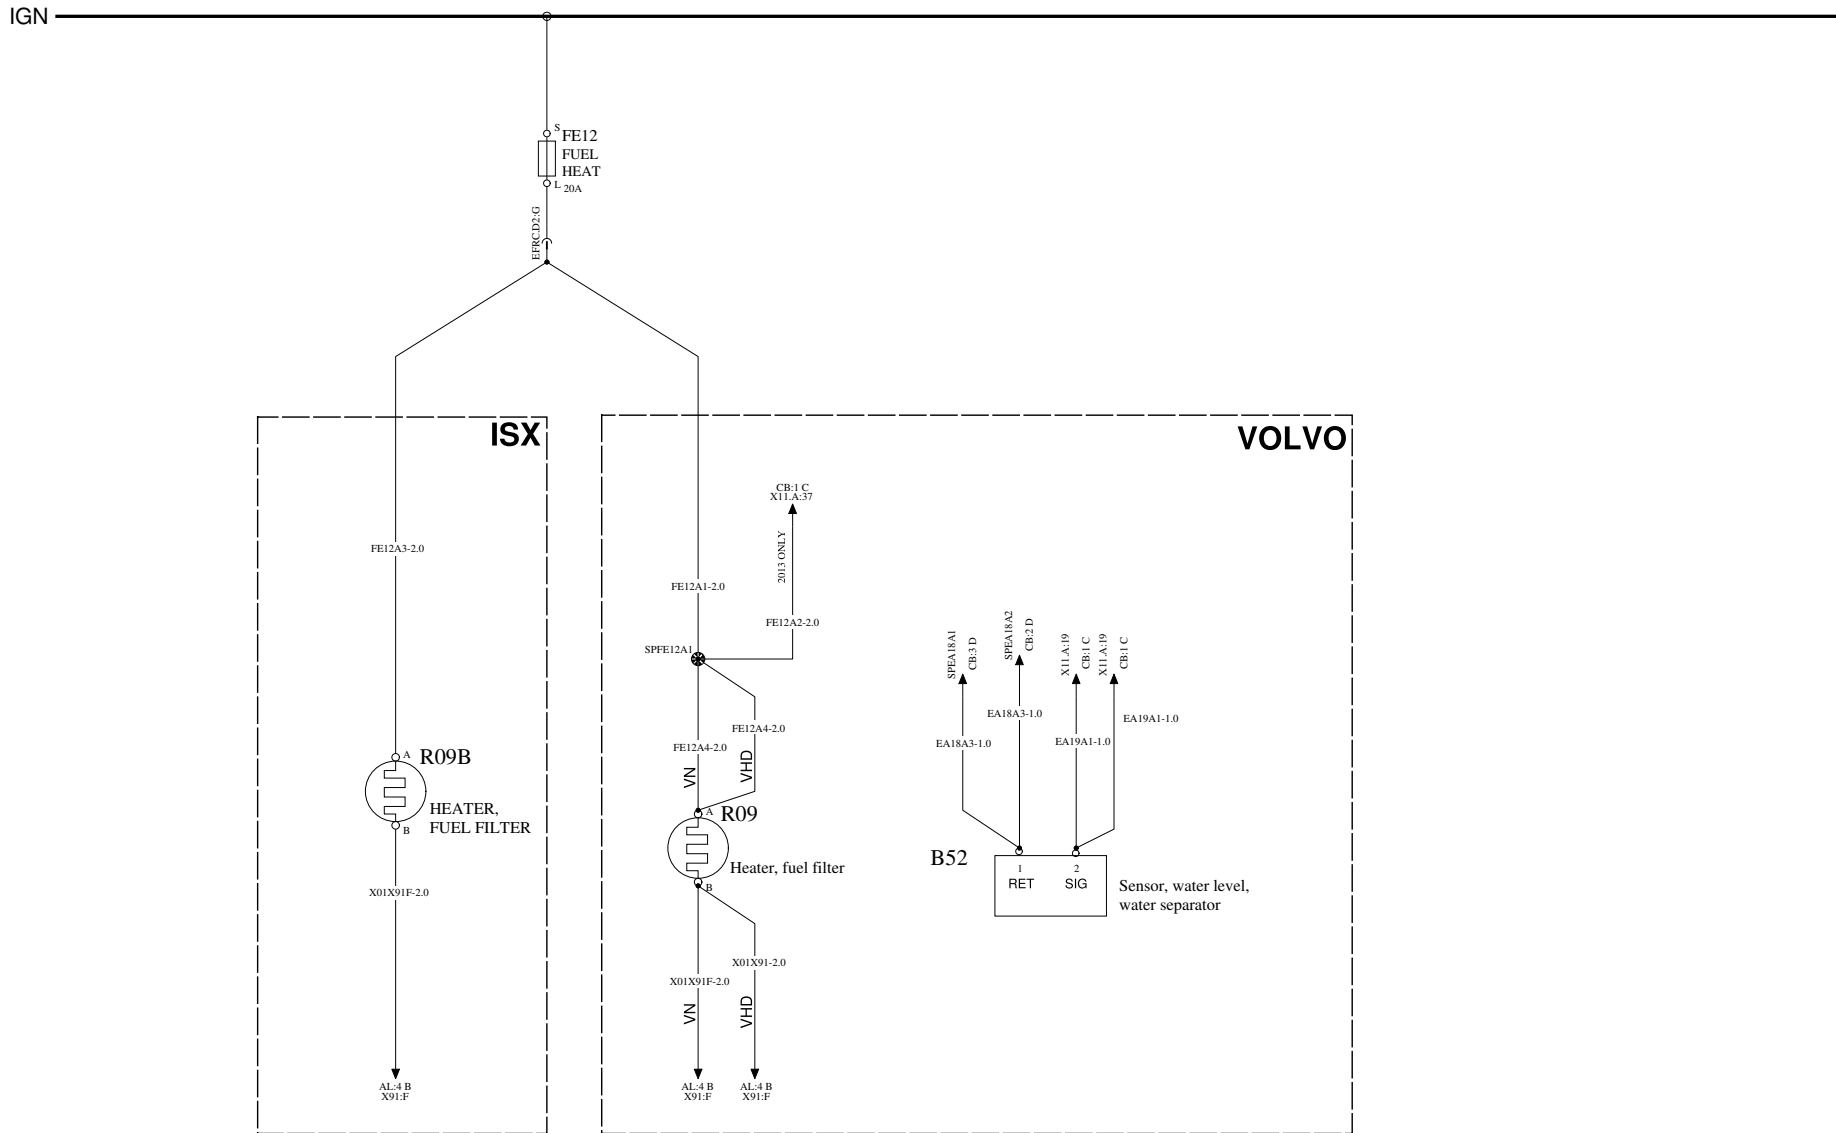 IGN
S
FE12
FUEL
HEAT
L 20A
EFRC.D2:G
ISX
VOLVO
CB:1 C
X11.A:37
2013 ONLY
FE12A3-2.0
FE12A1-2.0
FE12A2-2.0
SPFE12A1
SPEA18A1
CB:3 D
SPEA18A2
CB:2 D
X11.A:19
CB:1 C
X11.A:19
CB:1 C
FE12A4-2.0
FE12A4-2.0
VN
VHD
EA18A3-1.0
EA18A3-1.0
EA19A1-1.0
EA19A1-1.0
A
R09B
HEATER,
FUEL FILTER
B
A
R09
Heater, fuel filter
B
B52
1
2
RET
SIG
Sensor, water level,
water separator
X01X91F-2.0
X01X91F-2.0
X01X91-2.0
VN
VHD
AL:4 B
X91:F
AL:4 B
X91:F
AL:4 B
X91:F